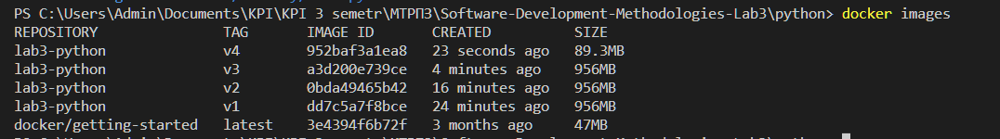 PS C:\Users\Admin\Documents\KPI\KPI 3 semetr\МТРПЗ\Software-Development-Methodologies-Lab3\python> docker images
REPOSITORY TAG IMAGE ID CREATED SIZE
lab3-python v4 952baf3a1ea8 23 seconds ago 89.3MB
lab3-python v3 a3d200e739ce 4 minutes ago 956MB
lab3-python v2 0bda49465b42 16 minutes ago 956MB
lab3-python v1 dd7c5a7f8bce 24 minutes ago 956MB
docker/getting-started latest 3e4394f6b72f 3 months ago 47MB